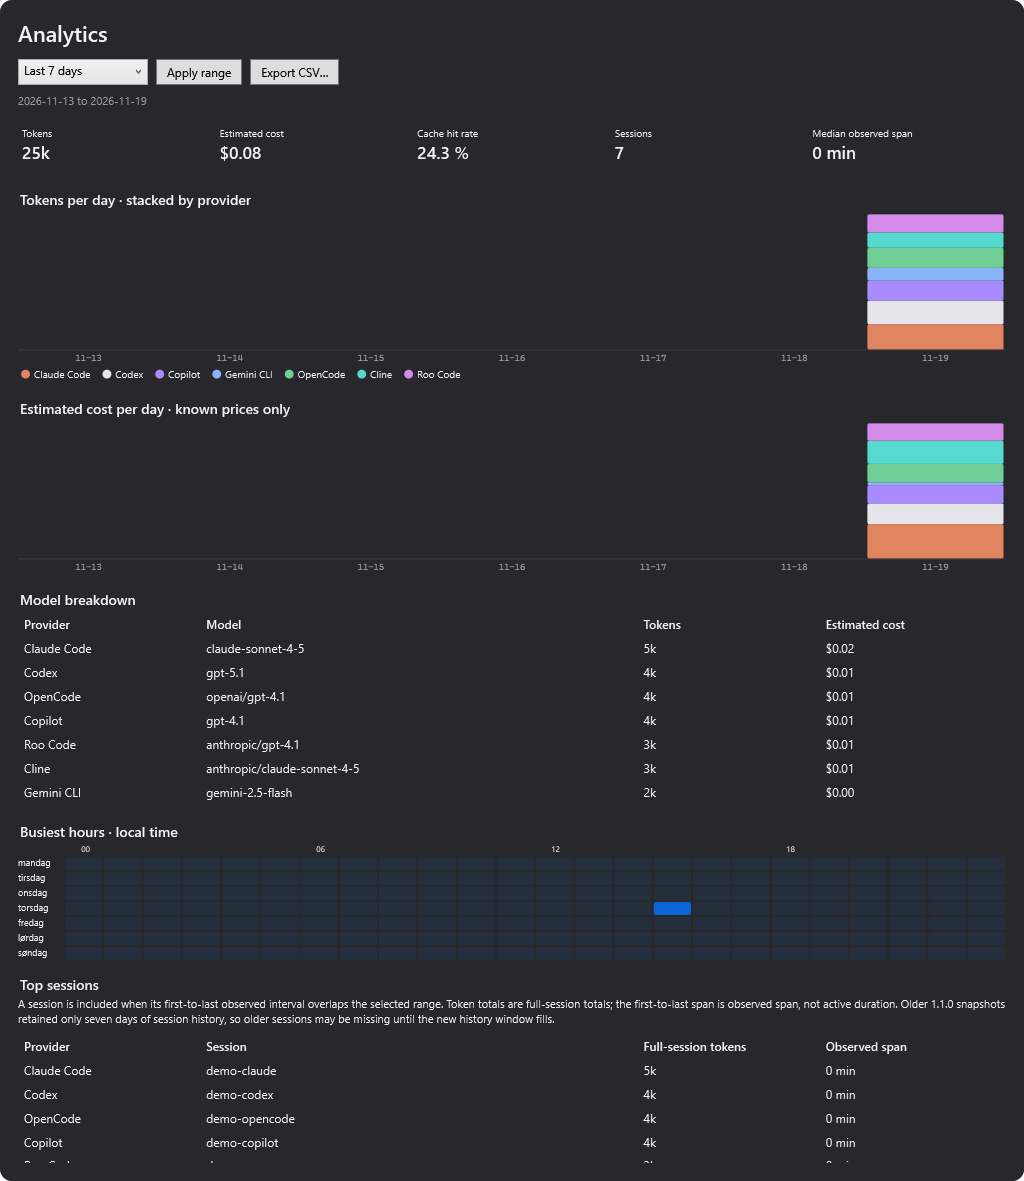 Analytics
Last 7 days
Apply range
Export CSV...
2026-11-13 to 2026-11-19
Tokens Estimated cost Cache hit rate Sessions Median observed span
25k $0.08 24.3 % 7 0 min
Tokens per day · stacked by provider
11-13 11-14 11-15 11-16 11-17 11-18 11-19
Claude Code Codex Copilot Gemini CLI OpenCode Cline Roo Code
Estimated cost per day · known prices only
11-13 11-14 11-15 11-16 11-17 11-18 11-19
Model breakdown
Provider Model Tokens Estimated cost
Claude Code claude-sonnet-4-5 5k $0.02
Codex gpt-5.1 4k $0.01
OpenCode openai/gpt-4.1 4k $0.01
Copilot gpt-4.1 4k $0.01
Roo Code anthropic/gpt-4.1 3k $0.01
Cline anthropic/claude-sonnet-4-5 3k $0.01
Gemini CLI gemini-2.5-flash 2k $0.00
Busiest hours · local time
00 06 12 18
mandag
tirsdag
onsdag
torsdag
fredag
lørdag
søndag
Top sessions
A session is included when its first-to-last observed interval overlaps the selected range. Token totals are full-session totals; the first-to-last span is observed span, not active duration. Older 1.1.0 snapshots
retained only seven days of session history, so older sessions may be missing until the new history window fills.
Provider Session Full-session tokens Observed span
Claude Code demo-claude 5k 0 min
Codex demo-codex 4k 0 min
OpenCode demo-opencode 4k 0 min
Copilot demo-copilot 4k 0 min